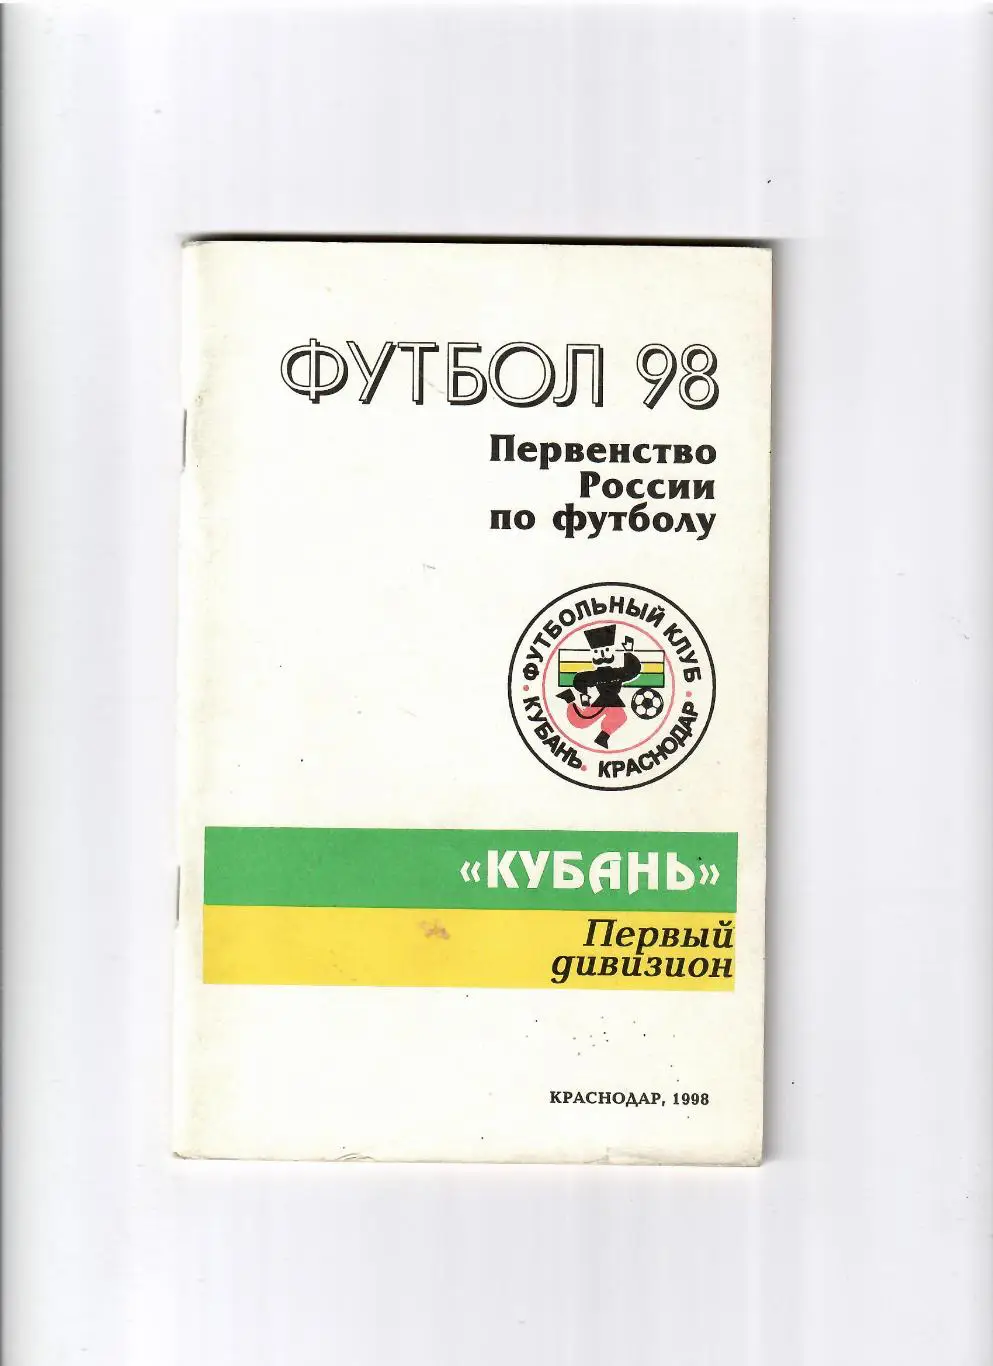 ФУТБОЛ 98
Первенство
России
по футболу
ФУТБОЛЬНЫЙ КЛУБ
КУБАНЬ. КРАСНОДАР
«КУБАНЬ»
Первый
дивизион
КРАСНОДАР, 1998